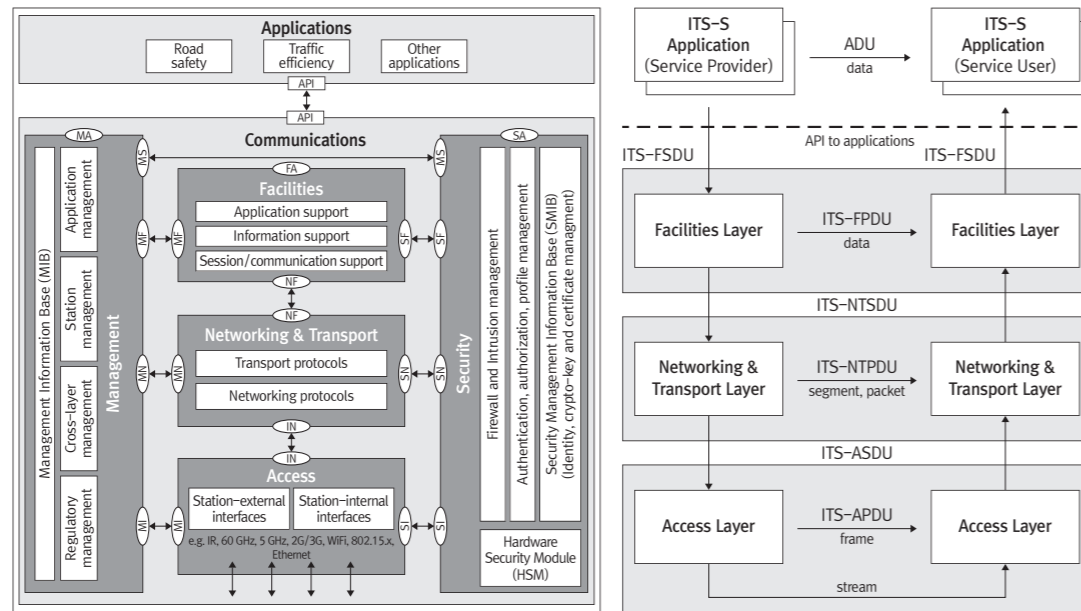 Applications
Road
safety
Traffic
efficiency
Other
applications
API
API
Communications
MA
Management Information Base (MIB)
Application
management
Station
management
Cross-layer
management
Regulatory
management
Management
MS
MF
MN
MI
MF
MN
MI
FA
Facilities
Application support
Information support
Session/communication support
NF
NF
Networking & Transport
Transport protocols
Networking protocols
IN
IN
Access
Station-external
interfaces
Station-internal
interfaces
e.g. IR, 60 GHz, 5 GHz, 2G/3G, WiFi, 802.15.x,
Ethernet
SF
SN
SI
SA
MS
SF
SN
SI
Security
Firewall and Intrusion management
Authentication, authorization, profile management
Security Management Information Base (SMIB)
(Identity, crypto-key and certificate managment)
Hardware
Security Module
(HSM)
ITS-S
Application
(Service Provider)
ADU
data
ITS-S
Application
(Service User)
API to applications
ITS-FSDU
ITS-FSDU
Facilities Layer
ITS-FPDU
data
Facilities Layer
ITS-NTSDU
Networking
& Transport Layer
ITS-NTPDU
segment, packet
Networking
& Transport Layer
ITS-ASDU
Access Layer
ITS-APDU
frame
Access Layer
stream